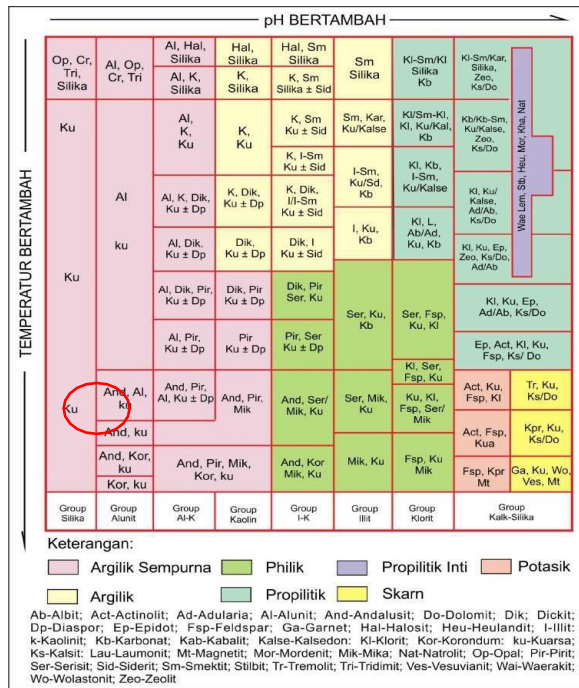 pH BERTAMBAH
TEMPERATUR BERTAMBAH
Op, Cr,
Tri,
Silika
Ku
Ku
Ku
Group
Silika
Al, Op,
Cr, Tri
Al
ku
And, Al,
ku
And, ku
And, Kor,
ku
Kor, ku
Group
Alunit
Al, Hal,
Silika
Al, K,
Silika
Al,
K,
Ku
Al, K, Dik,
Ku ± Dp
Al, Dik,
Ku ± Dp
Al, Dik, Pir,
Ku ± Dp
Al, Pir,
Ku ± Dp
And, Pir,
Al, Ku ± Dp
And, Pir, Mik,
Kor, ku
Group
Al-K
Hal,
Silika
K,
Silika
K,
Ku
K, Dik,
Ku ± Dp
Dik,
Ku ± Dp
Dik, Pir,
Ku ± Dp
Pir
Ku ± Dp
And, Pir,
Mik
Group
Kaolin
Hal, Sm
Silika
K, Sm
Silika ± Sid
K, Sm
Ku ± Sid
K, I-Sm
Ku ± Sid
K, Dik,
I/I-Sm
Ku ± Sid
Dik, I
Ku ± Sid
Dik, Pir
Ser, Ku
Pir, Ser
Ku ± Dp
And, Ser/
Mik, Ku
And, Kor
Mik, Ku
Group
I-K
Sm
Silika
Sm, Kar,
Ku/Kalse
I-Sm,
Ku/Sd,
Kb
I, Ku,
Kb
Ser, Ku,
Kb
Ser, Mik,
Ku
Mik, Ku
Group
Illit
Kl-Sm/Kl
Silika
Kb
Kl/Sm-Kl,
Kl, Ku/Kal,
Kb
Kl, Kb,
I-Sm,
Ku/Kalse
Kl, L,
Ab/Ad,
Ku, Kb
Ser, Fsp,
Ku, Kl
Kl, Ser,
Fsp, Ku
Ku, Kl,
Fsp, Ser/
Mik
Fsp, Ku
Mik
Group
Klorit
Kl-Sm/Kar,
Silika,
Zeo,
Ks/Do
Kb/Kb-Sm,
Ku/Kalse,
Zeo,
Ks/Do
Kl, Ku/
Kalse,
Ad/Ab,
Ks/Do
Kl, Ku, Ep,
Zeo, Ks/Do,
Ad/Ab
Wae Lem, Stb, Heu, Mor, Kha, Nat
Kl, Ku, Ep,
Ad/Ab, Ks/Do
Ep, Act, Kl, Ku,
Fsp, Ks/ Do
Act, Ku,
Fsp, Kl
Tr, Ku,
Ks/Do
Act, Fsp,
Kua
Kpr, Ku,
Ks/Do
Fsp, Kpr
Mt
Ga, Ku, Wo,
Ves, Mt
Group
Kalk-Silika
Keterangan:
Argilik Sempurna
Philik
Propilitik Inti
Potasik
Argilik
Propilitik
Skarn
Ab-Albit; Act-Actinolit; Ad-Adularia; Al-Alunit; And-Andalusit; Do-Dolomit; Dik; Dickit;
Dp-Diaspor; Ep-Epidot; Fsp-Feldspar; Ga-Garnet; Hal-Halosit; Heu-Heulandit; I-Illit:
k-Kaolinit; Kb-Karbonat; Kab-Kabalit; Kalse-Kalsedon: Kl-Klorit; Kor-Korondum: ku-Kuarsa;
Ks-Kalsit: Lau-Laumonit; Mt-Magnetit; Mor-Mordenit; Mik-Mika; Nat-Natrolit; Op-Opal; Pir-Pirit;
Ser-Serisit; Sid-Siderit; Sm-Smektit; Stilbit; Tr-Tremolit; Tri-Tridimit; Ves-Vesuvianit; Wai-Waerakit;
Wo-Wolastonit; Zeo-Zeolit